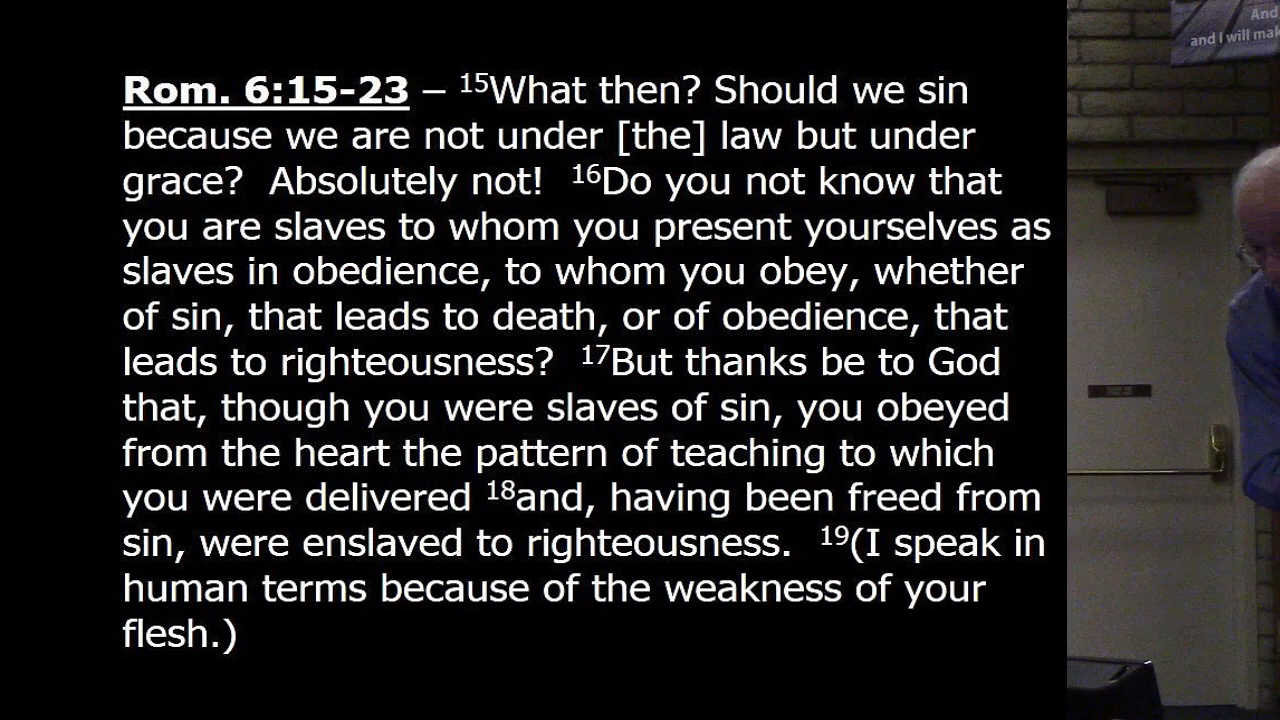 Rom. 6:15-23 – ¹⁵What then? Should we sin
because we are not under [the] law but under
grace?  Absolutely not!  ¹⁶Do you not know that
you are slaves to whom you present yourselves as
slaves in obedience, to whom you obey, whether
of sin, that leads to death, or of obedience, that
leads to righteousness?  ¹⁷But thanks be to God
that, though you were slaves of sin, you obeyed
from the heart the pattern of teaching to which
you were delivered ¹⁸and, having been freed from
sin, were enslaved to righteousness.  ¹⁹(I speak in
human terms because of the weakness of your
flesh.)
And
and I will mak